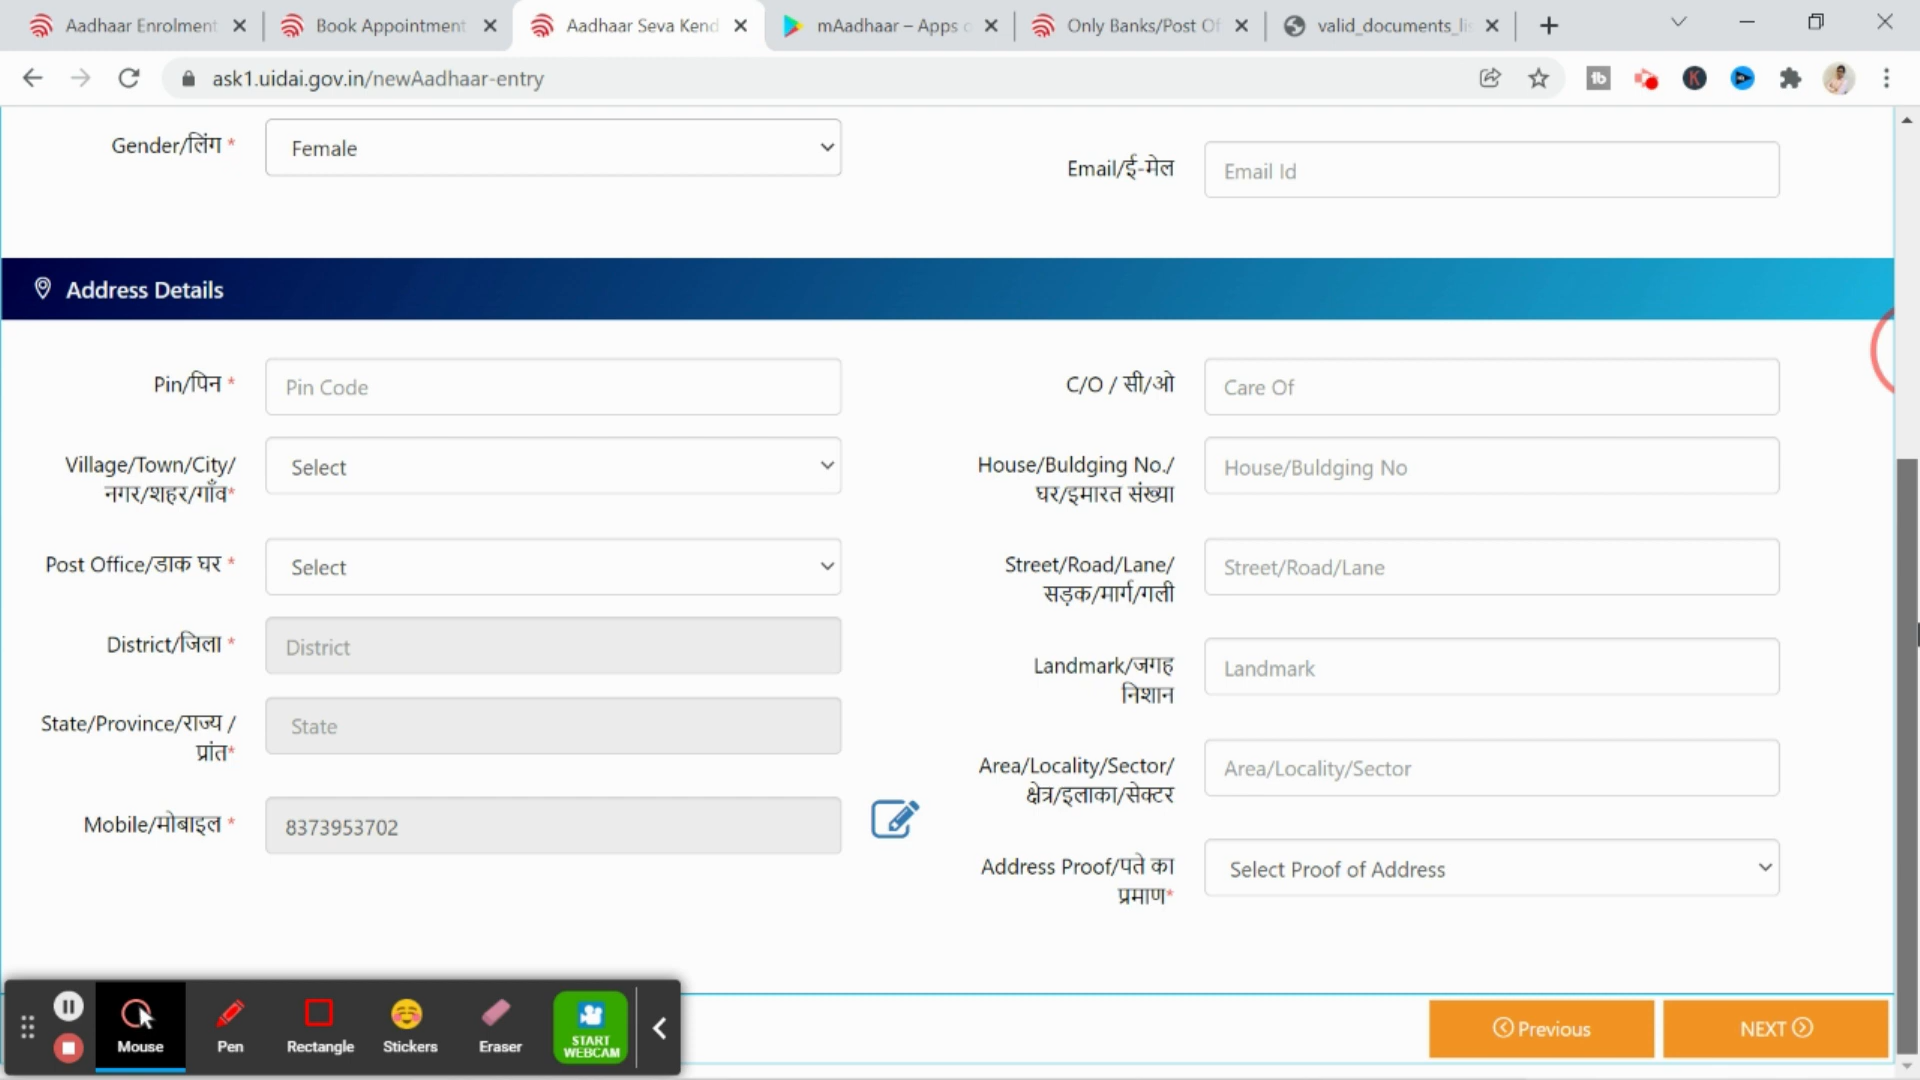 Aadhaar Enrolment
Book Appointment
Aadhaar Seva Kend
mAadhaar – Apps o
Only Banks/Post Of
valid_documents_lis
ask1.uidai.gov.in/newAadhaar-entry
Gender/लिंग *
Female
Email/ई-मेल
Email Id
Address Details
Pin/पिन *
Pin Code
C/O / सी/ओ
Care Of
Village/Town/City/
नगर/शहर/गाँव*
Select
House/Buldging No./
घर/इमारत संख्या
House/Buldging No
Post Office/डाक घर *
Select
Street/Road/Lane/
सड़क/मार्ग/गली
Street/Road/Lane
District/जिला *
District
Landmark/जगह
निशान
Landmark
State/Province/राज्य /
प्रांत*
State
Area/Locality/Sector/
क्षेत्र/इलाका/सेक्टर
Area/Locality/Sector
Mobile/मोबाइल *
8373953702
Address Proof/पते का
प्रमाण*
Select Proof of Address
Mouse
Pen
Rectangle
Stickers
Eraser
START
WEBCAM
Previous
NEXT